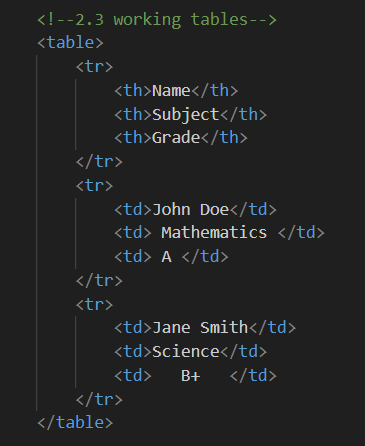 <!--2.3 working tables-->
<table>
    <tr>
        <th>Name</th>
        <th>Subject</th>
        <th>Grade</th>
    </tr>
    <tr>
        <td>John Doe</td>
        <td> Mathematics </td>
        <td> A </td>
    </tr>
    <tr>
        <td>Jane Smith</td>
        <td>Science</td>
        <td>   B+   </td>
    </tr>
</table>